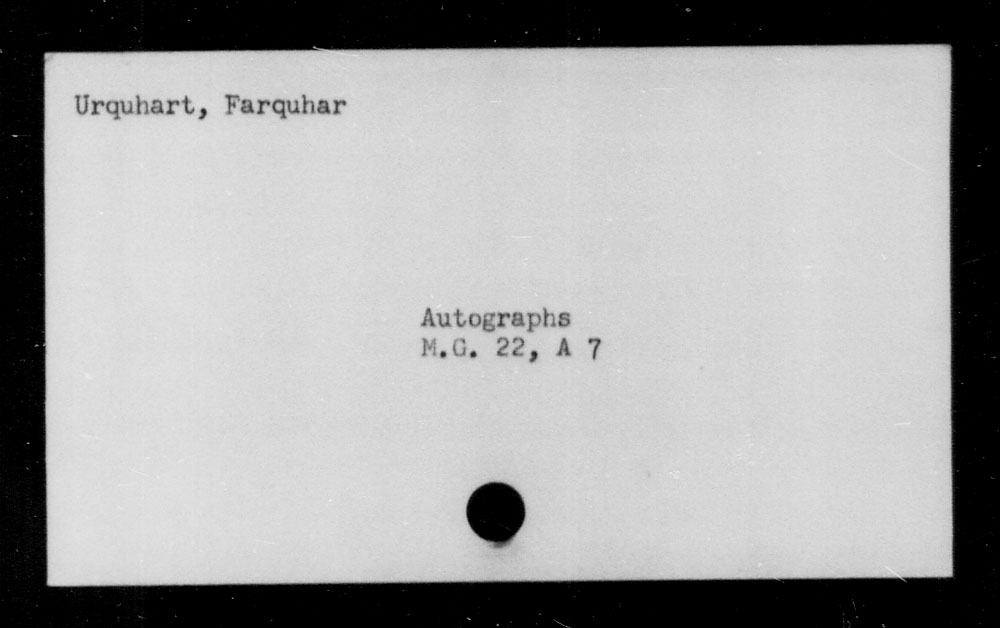 Urquhart, Farquhar
Autographs
M.G. 22, A 7